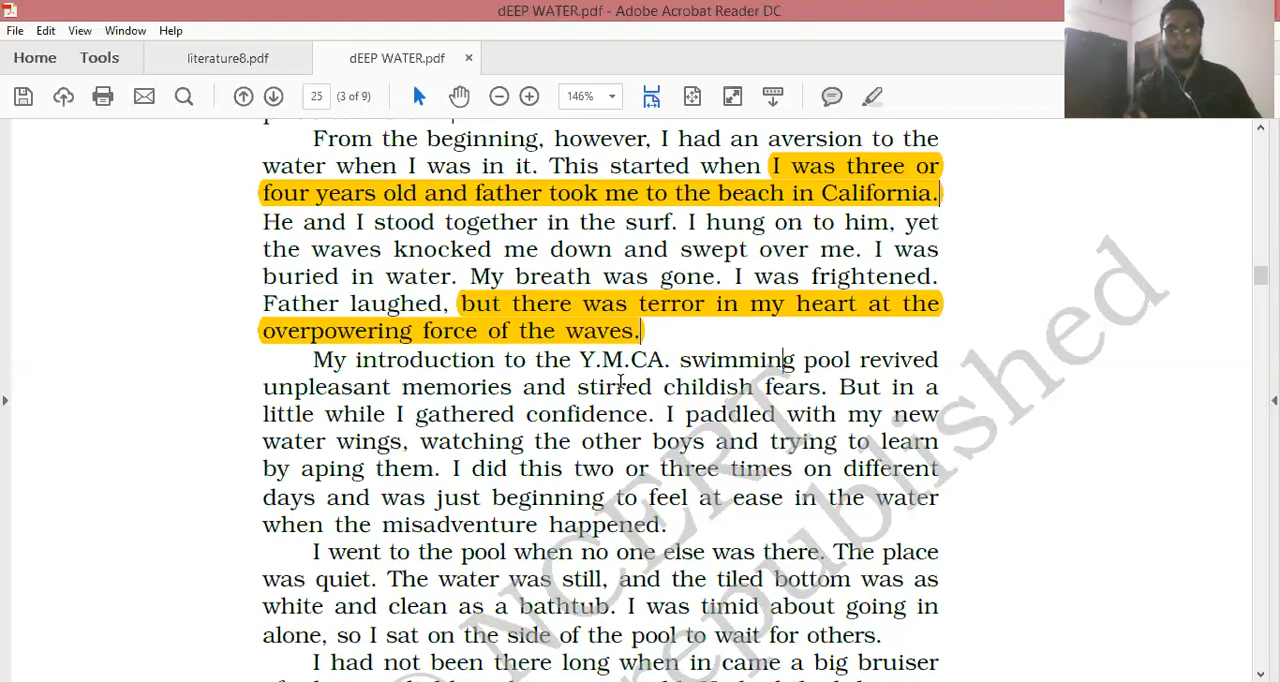 dEEP WATER.pdf - Adobe Acrobat Reader DC
File Edit View Window Help
Home Tools literature8.pdf dEEP WATER.pdf ×
25 (3 of 9) 146%
From the beginning, however, I had an aversion to the
water when I was in it. This started when I was three or
four years old and father took me to the beach in California.
He and I stood together in the surf. I hung on to him, yet
the waves knocked me down and swept over me. I was
buried in water. My breath was gone. I was frightened.
Father laughed, but there was terror in my heart at the
overpowering force of the waves.
My introduction to the Y.M.CA. swimming pool revived
unpleasant memories and stirred childish fears. But in a
little while I gathered confidence. I paddled with my new
water wings, watching the other boys and trying to learn
by aping them. I did this two or three times on different
days and was just beginning to feel at ease in the water
when the misadventure happened.
I went to the pool when no one else was there. The place
was quiet. The water was still, and the tiled bottom was as
white and clean as a bathtub. I was timid about going in
alone, so I sat on the side of the pool to wait for others.
I had not been there long when in came a big bruiser
© NCERT
republished